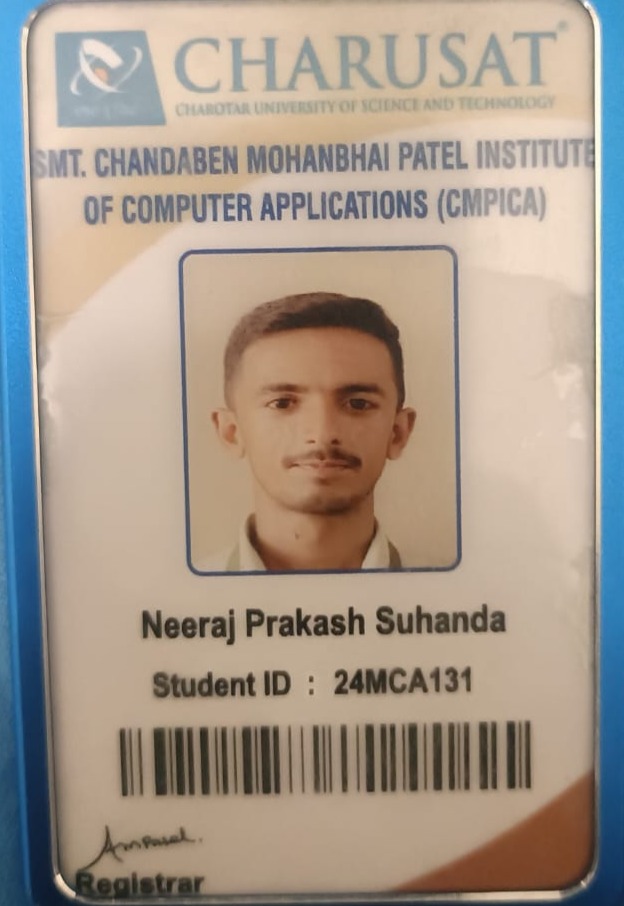 CHARUSAT®
CHAROTAR UNIVERSITY OF SCIENCE AND TECHNOLOGY
SMT. CHANDABEN MOHANBHAI PATEL INSTITUTE
OF COMPUTER APPLICATIONS (CMPICA)
Neeraj Prakash Suhanda
Student ID : 24MCA131
Registrar